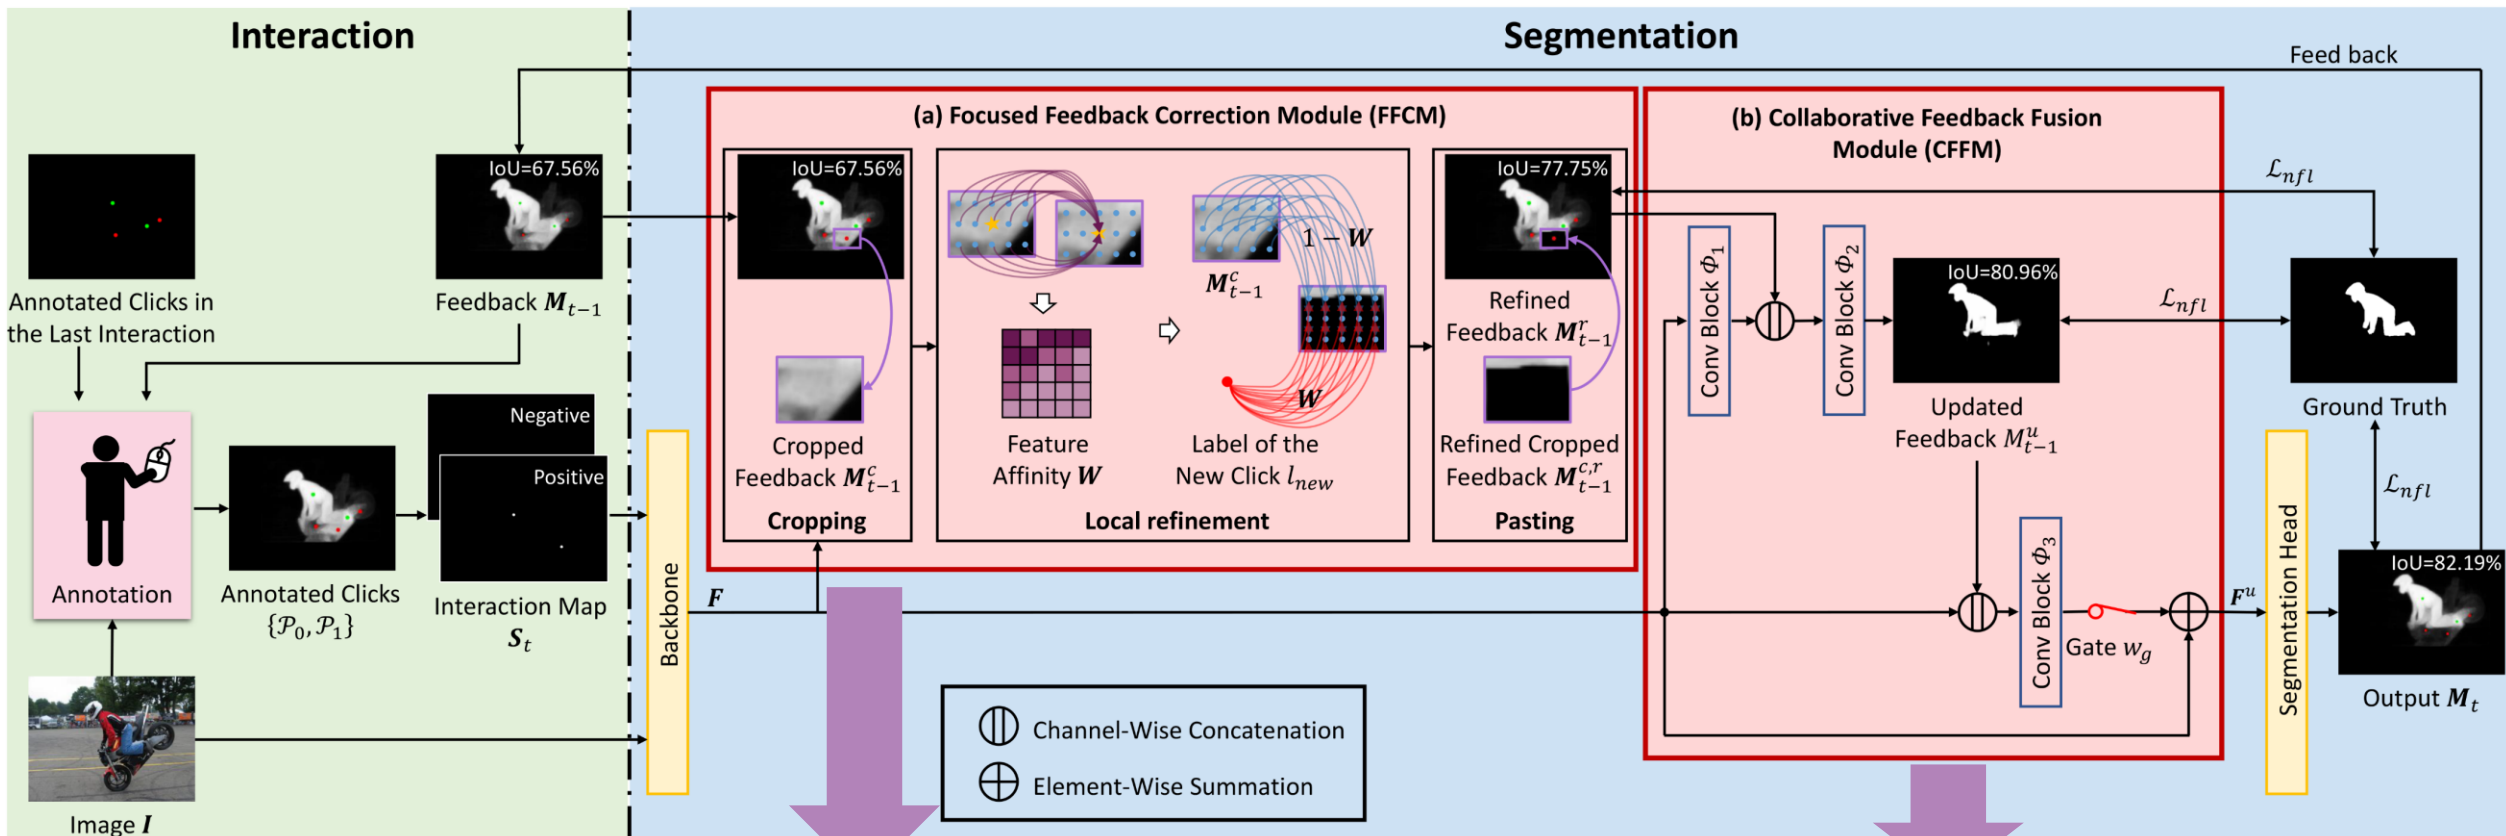 Interaction
Segmentation
Feed back
(a) Focused Feedback Correction Module (FFCM)
(b) Collaborative Feedback Fusion
Module (CFFM)
Annotated Clicks in
the Last Interaction
IoU=67.56%
Feedback M_{t−1}
Annotation
Image I
Annotated Clicks
{𝒫_0, 𝒫_1}
Negative
Positive
Interaction Map
S_t
Backbone
F
IoU=67.56%
Cropped
Feedback M^c_{t−1}
Cropping
Feature
Affinity W
M^c_{t−1}
1 − W
W
Label of the
New Click l_{new}
Local refinement
IoU=77.75%
Refined
Feedback M^r_{t−1}
Refined Cropped
Feedback M^{c,r}_{t−1}
Pasting
Conv Block Φ_1
Conv Block Φ_2
IoU=80.96%
Updated
Feedback M^u_{t−1}
Conv Block Φ_3
Gate w_g
F^u
ℒ_{nfl}
ℒ_{nfl}
Ground Truth
ℒ_{nfl}
Segmentation Head
IoU=82.19%
Output M_t
Channel-Wise Concatenation
Element-Wise Summation